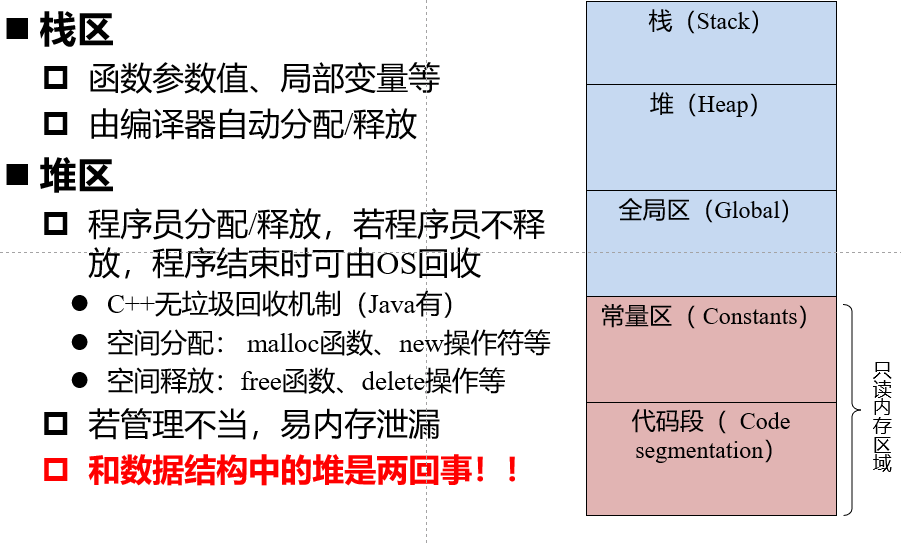 栈区
函数参数值、局部变量等
由编译器自动分配/释放
堆区
程序员分配/释放，若程序员不释
放，程序结束时可由OS回收
C++无垃圾回收机制（Java有）
空间分配： malloc函数、new操作符等
空间释放：free函数、delete操作等
若管理不当，易内存泄漏
和数据结构中的堆是两回事！！
栈（Stack）
堆（Heap）
全局区（Global）
常量区（ Constants）
代码段（ Code
segmentation）
只读内存区域